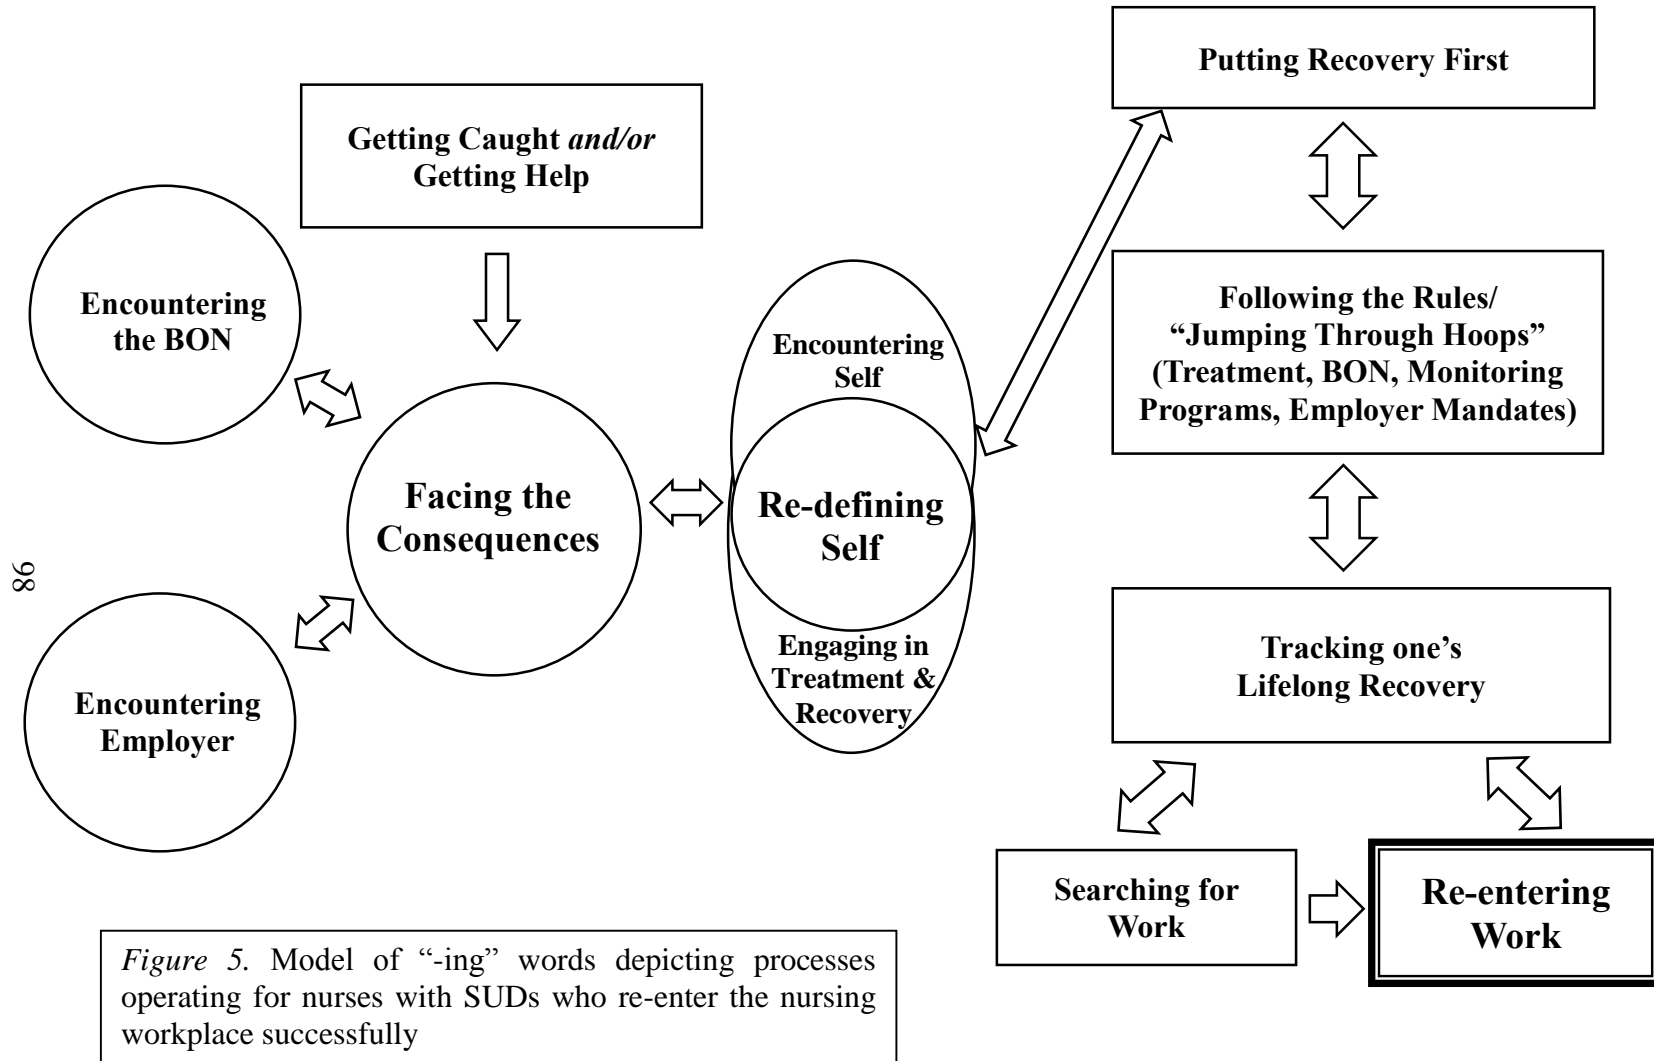 Putting Recovery First
Getting Caught and/or
Getting Help
Encountering
the BON
Following the Rules/
“Jumping Through Hoops”
(Treatment, BON, Monitoring
Programs, Employer Mandates)
Encountering
Self
Facing the
Consequences
Re-defining
Self
98
Engaging in
Treatment &
Recovery
Tracking one’s
Lifelong Recovery
Encountering
Employer
Searching for
Work
Re-entering
Work
Figure 5. Model of “-ing” words depicting processes
operating for nurses with SUDs who re-enter the nursing
workplace successfully